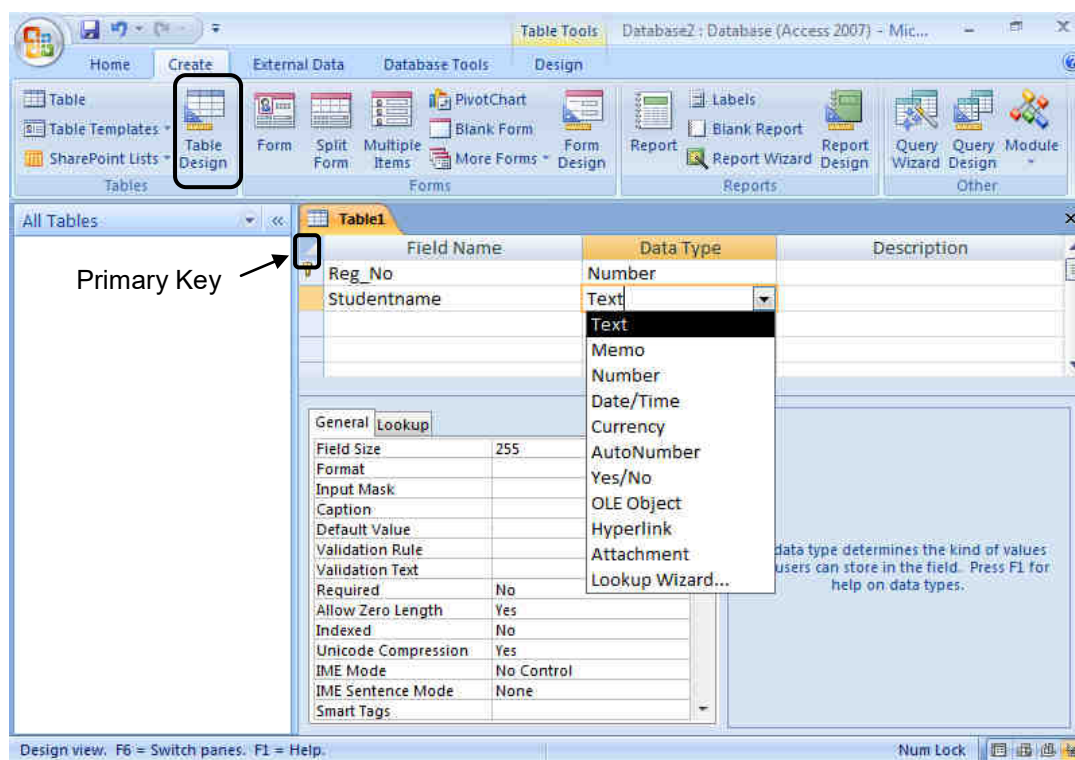 Table Tools Database2 : Database (Access 2007) - Mic...
Home Create External Data Database Tools Design
Table
Table Templates
SharePoint Lists
Table Design
Tables
Form
Split Form
Multiple Items
PivotChart
Blank Form
More Forms
Form Design
Forms
Report
Labels
Blank Report
Report Wizard
Report Design
Reports
Query Wizard
Query Design
Module
Other
All Tables
Table1
Field Name Data Type Description
Primary Key
Reg_No Number
Studentname Text
Text
Memo
Number
Date/Time
Currency
AutoNumber
Yes/No
OLE Object
Hyperlink
Attachment
Lookup Wizard...
General Lookup
Field Size 255
Format
Input Mask
Caption
Default Value
Validation Rule
Validation Text
Required No
Allow Zero Length Yes
Indexed No
Unicode Compression Yes
IME Mode No Control
IME Sentence Mode None
Smart Tags
data type determines the kind of values
users can store in the field. Press F1 for
help on data types.
Design view. F6 = Switch panes. F1 = Help. Num Lock